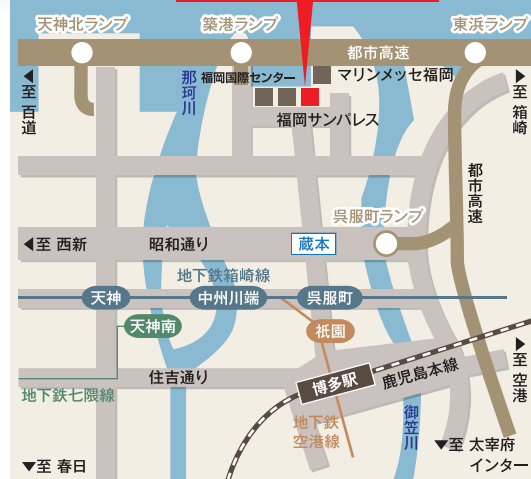 天神北ランプ
築港ランプ
東浜ランプ
都市高速
◀至 百道
那珂川
福岡国際センター
マリンメッセ福岡
▶至 箱崎
福岡サンパレス
都市高速
呉服町ランプ
◀至 西新
昭和通り
蔵本
地下鉄箱崎線
天神
中州川端
呉服町
天神南
祇園
▶至 空港
住吉通り
博多駅
鹿児島本線
地下鉄七隈線
地下鉄
空港線
御笠川
▼至 太宰府
インター
▼至 春日